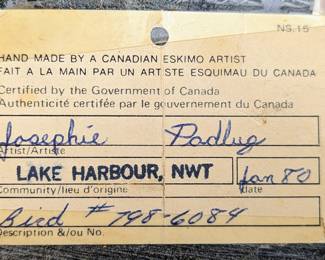 NS.15
HAND MADE BY A CANADIAN ESKIMO ARTIST
FAIT A LA MAIN PAR UN ARTISTE ESQUIMAU DU CANADA
Certified by the Government of Canada
Authenticité certifée par le gouvernement du Canada
Josephie Padlug
Artist/Artiste
LAKE HARBOUR, NWT Jan 80
Community/lieu d'origine date
Bird # 798-6084
Description &/ou No.